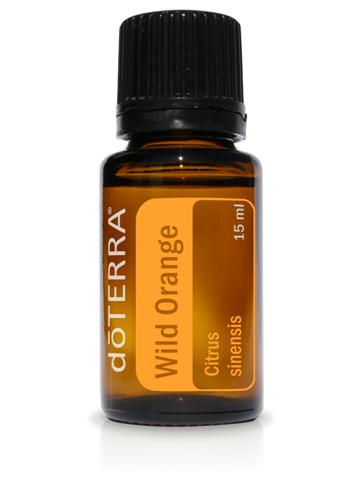 dōTERRA®
Wild Orange
Citrus
sinensis
15 ml